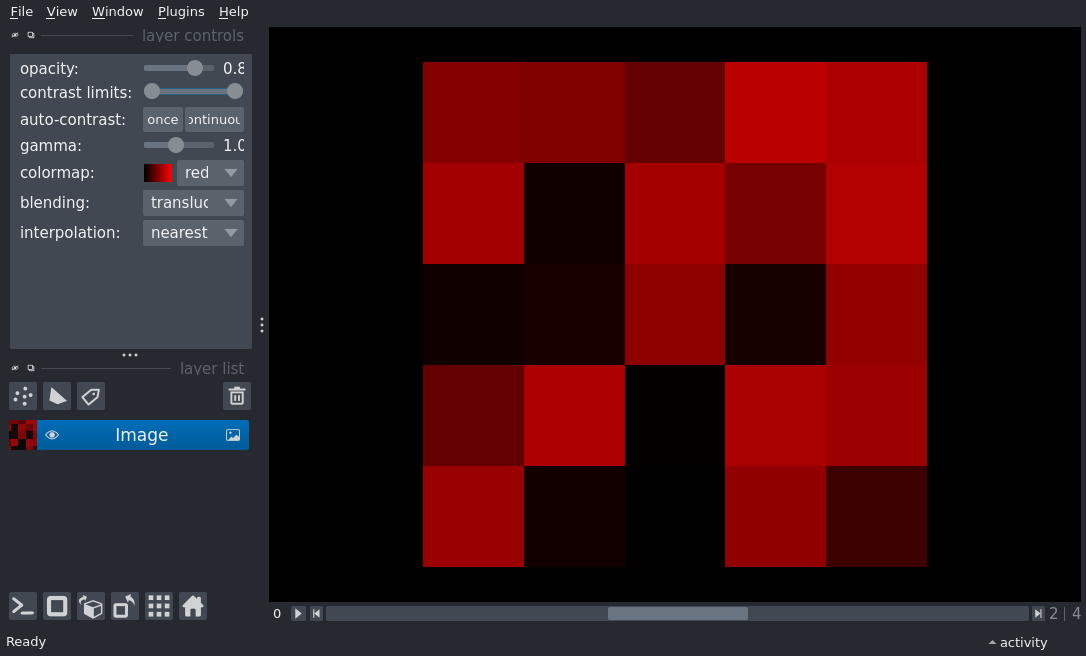 File View Window Plugins Help
layer controls
opacity: 0.8
contrast limits:
auto-contrast: once ontinuou
gamma: 1.0
colormap: red
blending: transluc
interpolation: nearest
layer list
Image
0 2 | 4
Ready activity